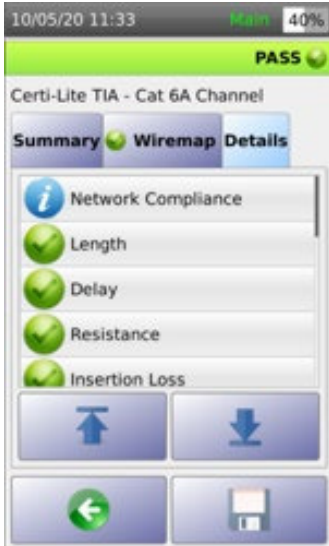 10/05/20 11:33 Main 40%
PASS
Certi-Lite TIA - Cat 6A Channel
Summary Wiremap Details
Network Compliance
Length
Delay
Resistance
Insertion Loss